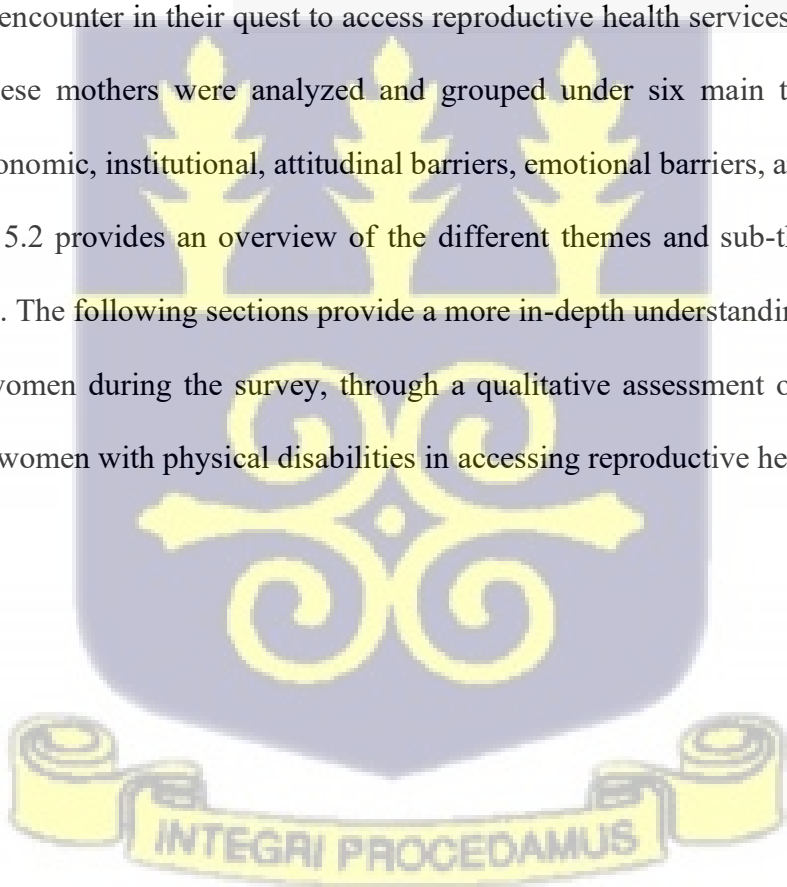 encounter in their quest to access reproductive health services
ese mothers were analyzed and grouped under six main t
onomic, institutional, attitudinal barriers, emotional barriers, a
5.2 provides an overview of the different themes and sub-t
. The following sections provide a more in-depth understandin
women during the survey, through a qualitative assessment o
women with physical disabilities in accessing reproductive he
INTEGRI PROCEDAMUS